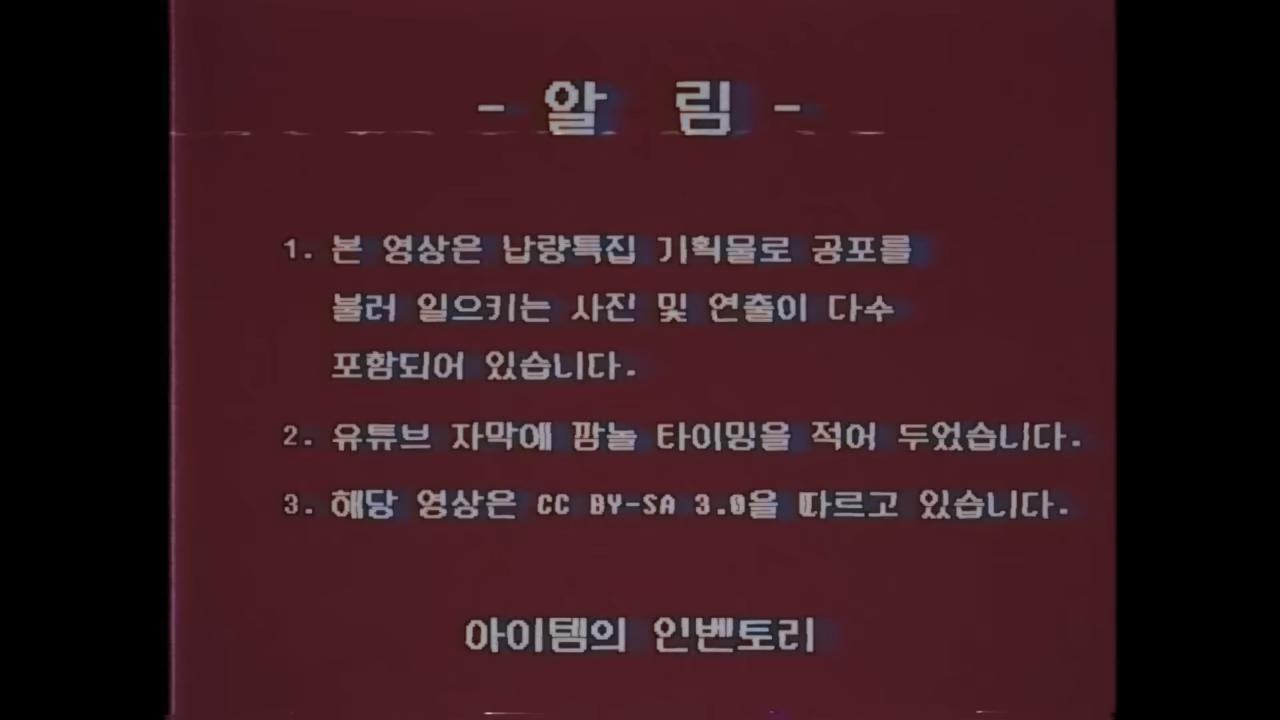 - 알 림 -
1. 본 영상은 납량특집 기획물로 공포를
불러 일으키는 사진 및 연출이 다수
포함되어 있습니다.
2. 유튜브 자막에 깜놀 타이밍을 적어 두었습니다.
3. 해당 영상은 CC BY-SA 3.0을 따르고 있습니다.
아이템의 인벤토리